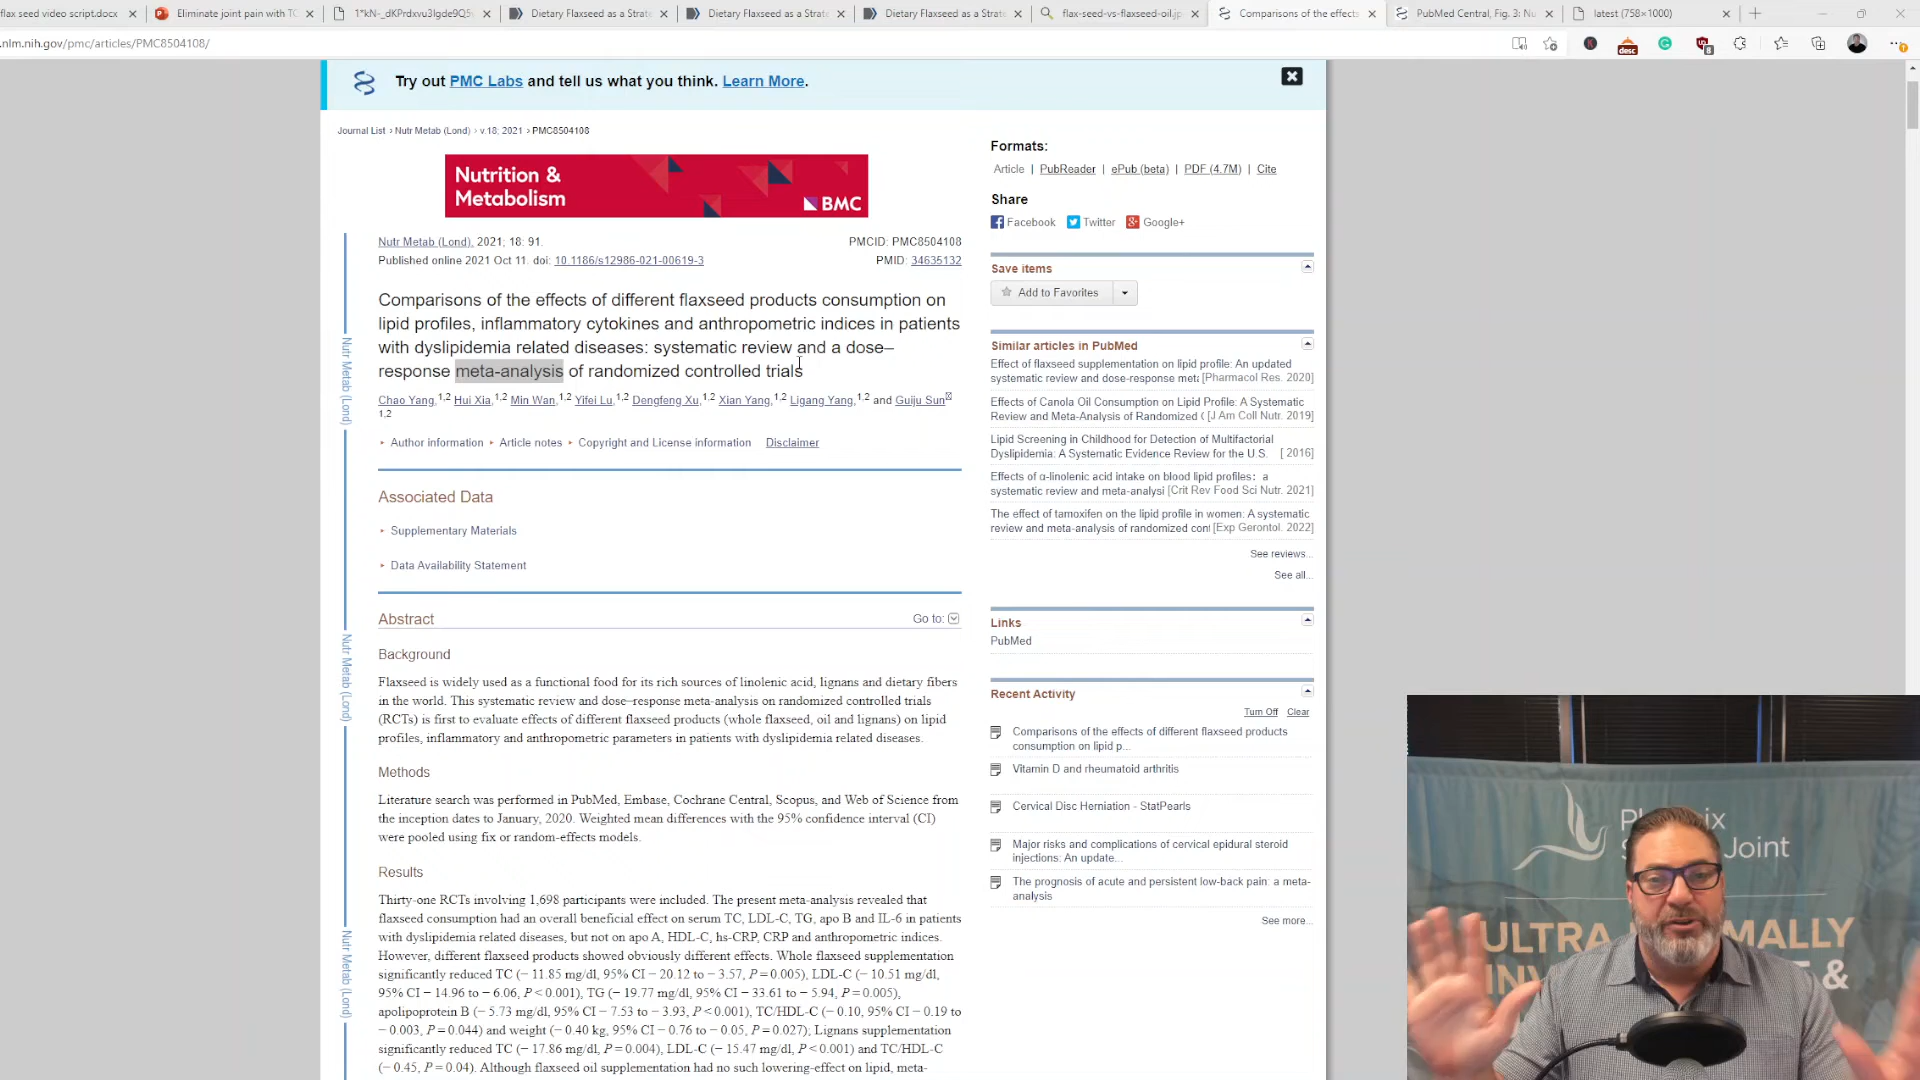 flax seed video script.docx
Eliminate joint pain with TC
1*kN-_dKPrdxvu3lgde9Q5
Dietary Flaxseed as a Strate
Dietary Flaxseed as a Strate
Dietary Flaxseed as a Strate
flax-seed-vs-flaxseed-oil.jp
Comparisons of the effects
PubMed Central, Fig. 3: Nu
latest (758×1000)
.nlm.nih.gov/pmc/articles/PMC8504108/
desc
8
Try out PMC Labs and tell us what you think. Learn More.
Journal List › Nutr Metab (Lond) › v.18; 2021 › PMC8504108
Nutrition &
Metabolism
BMC
Nutr Metab (Lond). 2021; 18: 91.
PMCID: PMC8504108
Published online 2021 Oct 11. doi: 10.1186/s12986-021-00619-3
PMID: 34635132
Comparisons of the effects of different flaxseed products consumption on
lipid profiles, inflammatory cytokines and anthropometric indices in patients
with dyslipidemia related diseases: systematic review and a dose–
response meta-analysis of randomized controlled trials
Chao Yang,1,2 Hui Xia,1,2 Min Wan,1,2 Yifei Lu,1,2 Dengfeng Xu,1,2 Xian Yang,1,2 Ligang Yang,1,2 and Guiju Sun
1,2
Author information
Article notes
Copyright and License information
Disclaimer
Associated Data
Supplementary Materials
Data Availability Statement
Abstract
Go to:
Background
Flaxseed is widely used as a functional food for its rich sources of linolenic acid, lignans and dietary fibers
in the world. This systematic review and dose–response meta-analysis on randomized controlled trials
(RCTs) is first to evaluate effects of different flaxseed products (whole flaxseed, oil and lignans) on lipid
profiles, inflammatory and anthropometric parameters in patients with dyslipidemia related diseases.
Methods
Literature search was performed in PubMed, Embase, Cochrane Central, Scopus, and Web of Science from
the inception dates to January, 2020. Weighted mean differences with the 95% confidence interval (CI)
were pooled using fix or random-effects models.
Results
Thirty-one RCTs involving 1,698 participants were included. The present meta-analysis revealed that
flaxseed consumption had an overall beneficial effect on serum TC, LDL-C, TG, apo B and IL-6 in patients
with dyslipidemia related diseases, but not on apo A, HDL-C, hs-CRP, CRP and anthropometric indices.
However, different flaxseed products showed obviously different effects. Whole flaxseed supplementation
significantly reduced TC (− 11.85 mg/dl, 95% CI − 20.12 to − 3.57, P = 0.005), LDL-C (− 10.51 mg/dl,
95% CI − 14.96 to − 6.06, P < 0.001), TG (− 19.77 mg/dl, 95% CI − 33.61 to − 5.94, P = 0.005),
apolipoprotein B (− 5.73 mg/dl, 95% CI − 7.53 to − 3.93, P < 0.001), TC/HDL-C (− 0.10, 95% CI − 0.19 to
− 0.003, P = 0.044) and weight (− 0.40 kg, 95% CI − 0.76 to − 0.05, P = 0.027); Lignans supplementation
significantly reduced TC (− 17.86 mg/dl, P = 0.004), LDL-C (− 15.47 mg/dl, P < 0.001) and TC/HDL-C
(− 0.45, P = 0.04). Although flaxseed oil supplementation had no such lowering-effect on lipid, meta-
Nutr Metab (Lond)
Nutr Metab (Lond)
Nutr Metab (Lond)
Formats:
Article | PubReader | ePub (beta) | PDF (4.7M) | Cite
Share
Facebook Twitter Google+
Save items
Add to Favorites
Similar articles in PubMed
Effect of flaxseed supplementation on lipid profile: An updated
systematic review and dose-response meta [Pharmacol Res. 2020]
Effects of Canola Oil Consumption on Lipid Profile: A Systematic
Review and Meta-Analysis of Randomized C [J Am Coll Nutr. 2019]
Lipid Screening in Childhood for Detection of Multifactorial
Dyslipidemia: A Systematic Evidence Review for the U.S. [ 2016]
Effects of α-linolenic acid intake on blood lipid profiles: a
systematic review and meta-analysi [Crit Rev Food Sci Nutr. 2021]
The effect of tamoxifen on the lipid profile in women: A systematic
review and meta-analysis of randomized con [Exp Gerontol. 2022]
See reviews...
See all...
Links
PubMed
Recent Activity
Turn Off Clear
Comparisons of the effects of different flaxseed products
consumption on lipid p...
Vitamin D and rheumatoid arthritis
Cervical Disc Herniation - StatPearls
Major risks and complications of cervical epidural steroid
injections: An update...
The prognosis of acute and persistent low-back pain: a meta-
analysis
See more...
Joint
ULTRA
&